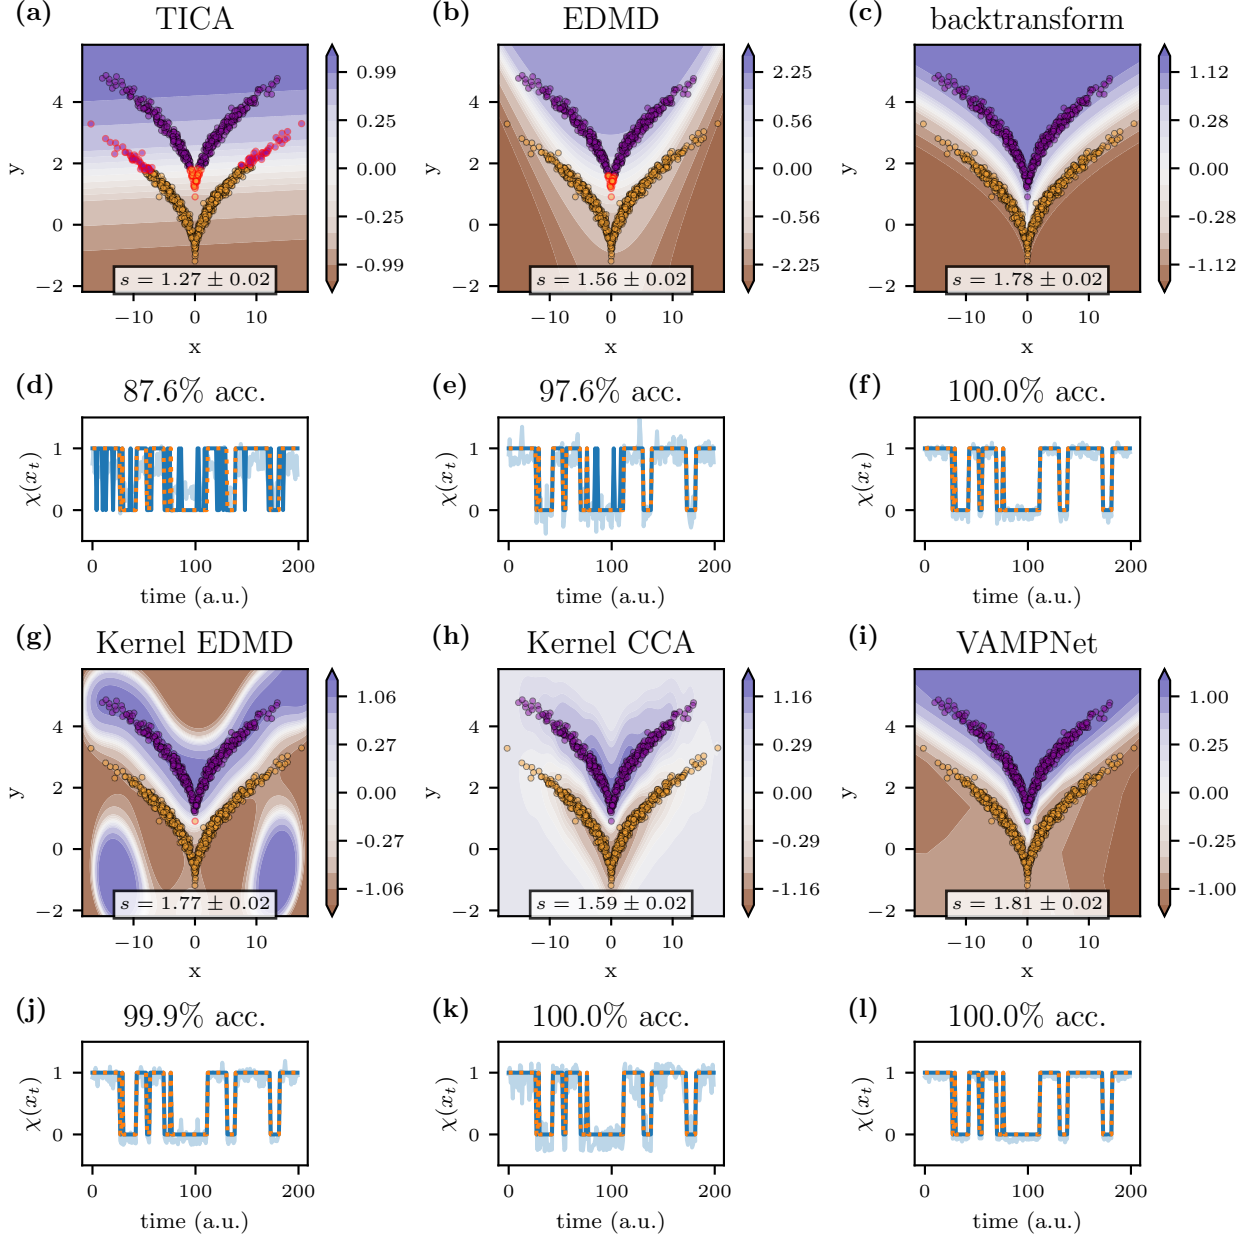 (a) TICA
(b) EDMD
(c) backtransform
y
4
2
0
−2
−10 0 10
x
s = 1.27 ± 0.02
0.99
0.25
0.00
-0.25
-0.99
y
4
2
0
−2
−10 0 10
x
s = 1.56 ± 0.02
2.25
0.56
0.00
-0.56
-2.25
y
4
2
0
−2
−10 0 10
x
s = 1.78 ± 0.02
1.12
0.28
0.00
-0.28
-1.12
(d) 87.6% acc.
χ(x_t)
1
0
0 100 200
time (a.u.)
(e) 97.6% acc.
χ(x_t)
1
0
0 100 200
time (a.u.)
(f) 100.0% acc.
χ(x_t)
1
0
0 100 200
time (a.u.)
(g) Kernel EDMD
(h) Kernel CCA
(i) VAMPNet
y
4
2
0
−2
−10 0 10
x
s = 1.77 ± 0.02
1.06
0.27
0.00
-0.27
-1.06
y
4
2
0
−2
−10 0 10
x
s = 1.59 ± 0.02
1.16
0.29
0.00
-0.29
-1.16
y
4
2
0
−2
−10 0 10
x
s = 1.81 ± 0.02
1.00
0.25
0.00
-0.25
-1.00
(j) 99.9% acc.
χ(x_t)
1
0
0 100 200
time (a.u.)
(k) 100.0% acc.
χ(x_t)
1
0
0 100 200
time (a.u.)
(l) 100.0% acc.
χ(x_t)
1
0
0 100 200
time (a.u.)